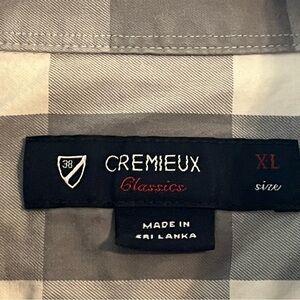 38
CREMIEUX
Classics
XL
size
MADE IN
SRI LANKA